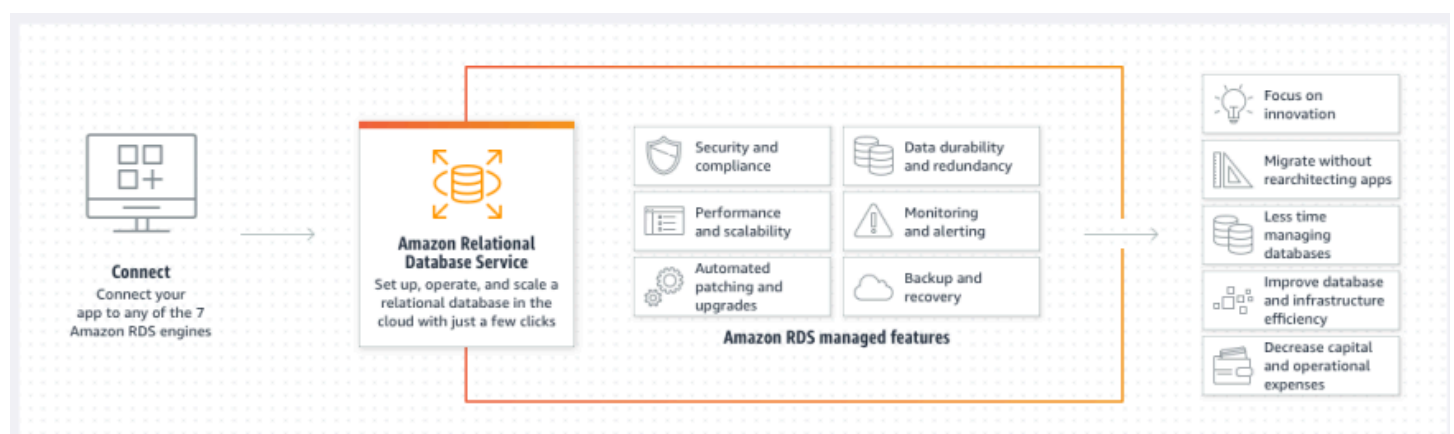 Connect
Connect your
app to any of the 7
Amazon RDS engines
Amazon Relational
Database Service
Set up, operate, and scale a
relational database in the
cloud with just a few clicks
Security and
compliance
Data durability
and redundancy
Performance
and scalability
Monitoring
and alerting
Automated
patching and
upgrades
Backup and
recovery
Amazon RDS managed features
Focus on
innovation
Migrate without
rearchitecting apps
Less time
managing
databases
Improve database
and infrastructure
efficiency
Decrease capital
and operational
expenses